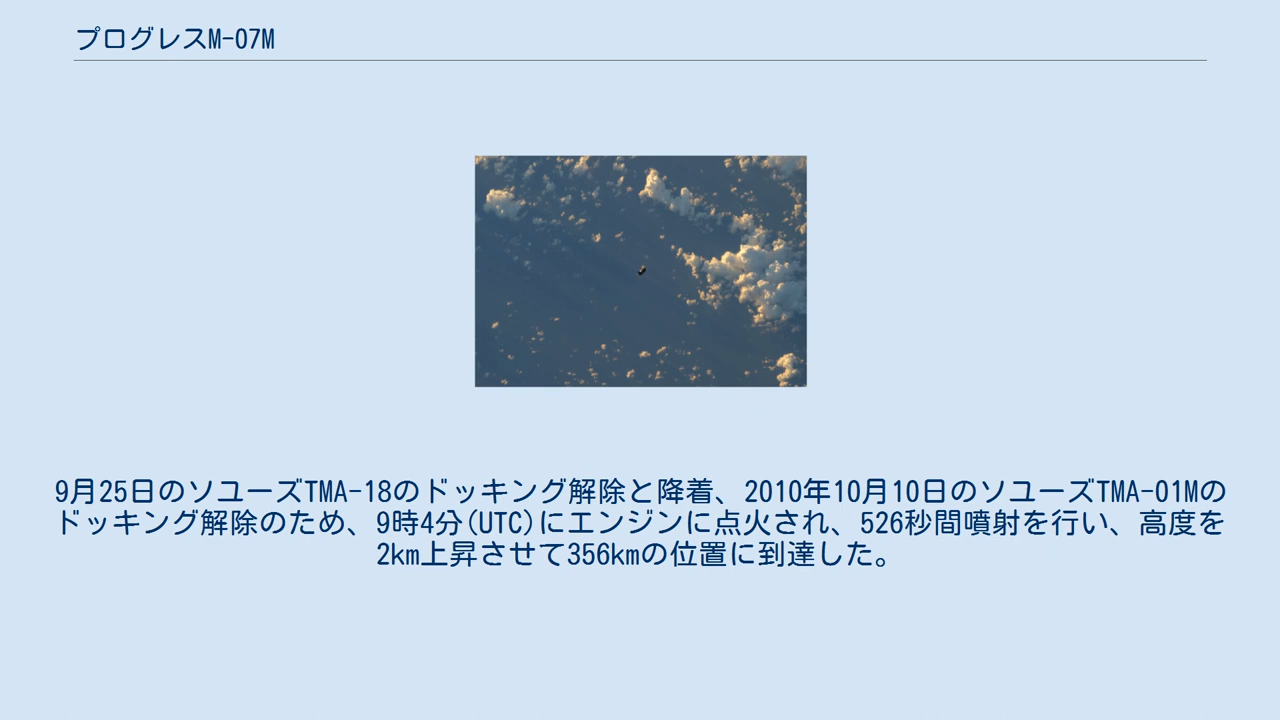 プログレスM-07M
9月25日のソユーズTMA-18のドッキング解除と降着、2010年10月10日のソユーズTMA-01Mの
ドッキング解除のため、9時4分(UTC)にエンジンに点火され、526秒間噴射を行い、高度を
2km上昇させて356kmの位置に到達した。